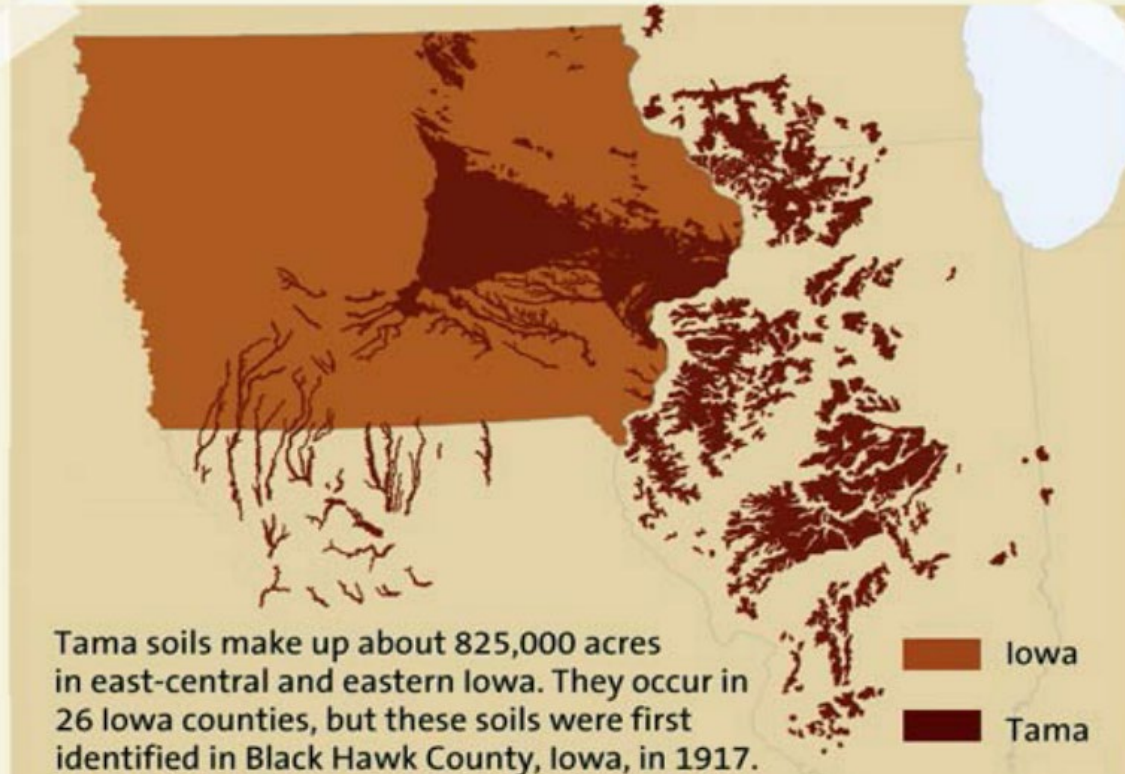 Tama soils make up about 825,000 acres
in east-central and eastern Iowa. They occur in
26 Iowa counties, but these soils were first
identified in Black Hawk County, Iowa, in 1917.
Iowa
Tama